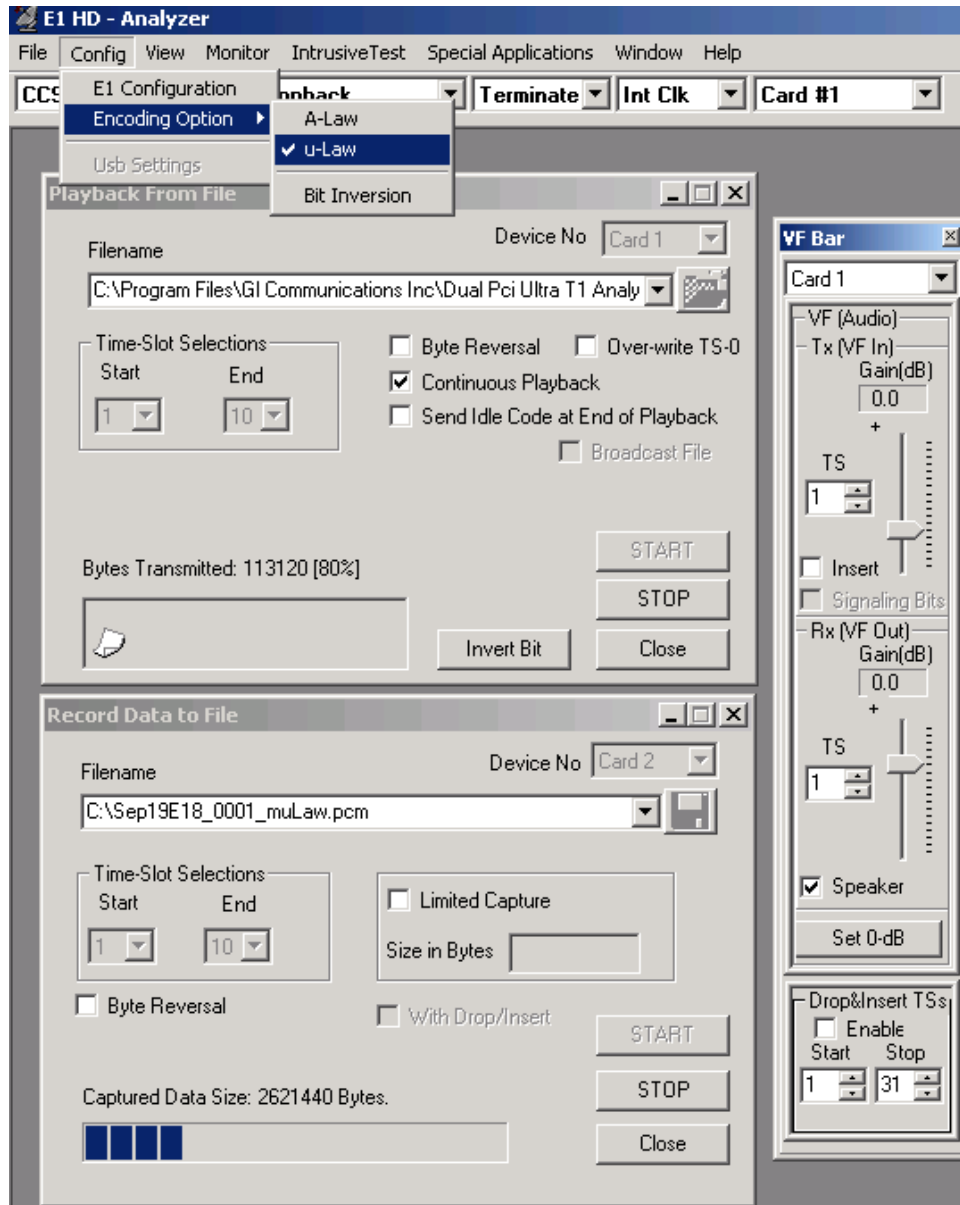 E1 HD - Analyzer
File Config View Monitor IntrusiveTest Special Applications Window Help
Terminate Int Clk Card #1
E1 Configuration
Encoding Option
Usb Settings
A-Law
u-Law
Bit Inversion
Playback From File
Device No Card 1
Filename
C:\Program Files\Gl Communications Inc\Dual Pci Ultra T1 Analy
Time-Slot Selections
Start End
1 10
Byte Reversal Over-write TS-0
Continuous Playback
Send Idle Code at End of Playback
Broadcast File
Bytes Transmitted: 113120 [80%]
START
STOP
Invert Bit Close
Record Data to File
Device No Card 2
Filename
C:\Sep19E18_0001_muLaw.pcm
Time-Slot Selections
Start End
1 10
Limited Capture
Size in Bytes
Byte Reversal
With Drop/Insert
START
Captured Data Size: 2621440 Bytes.
STOP
Close
VF Bar
Card 1
VF (Audio)
Tx (VF In)
Gain(dB)
0.0
+
TS
1
Insert
Signaling Bits
Rx (VF Out)
Gain(dB)
0.0
+
TS
1
Speaker
Set 0-dB
Drop&Insert TSs
Enable
Start Stop
1 31